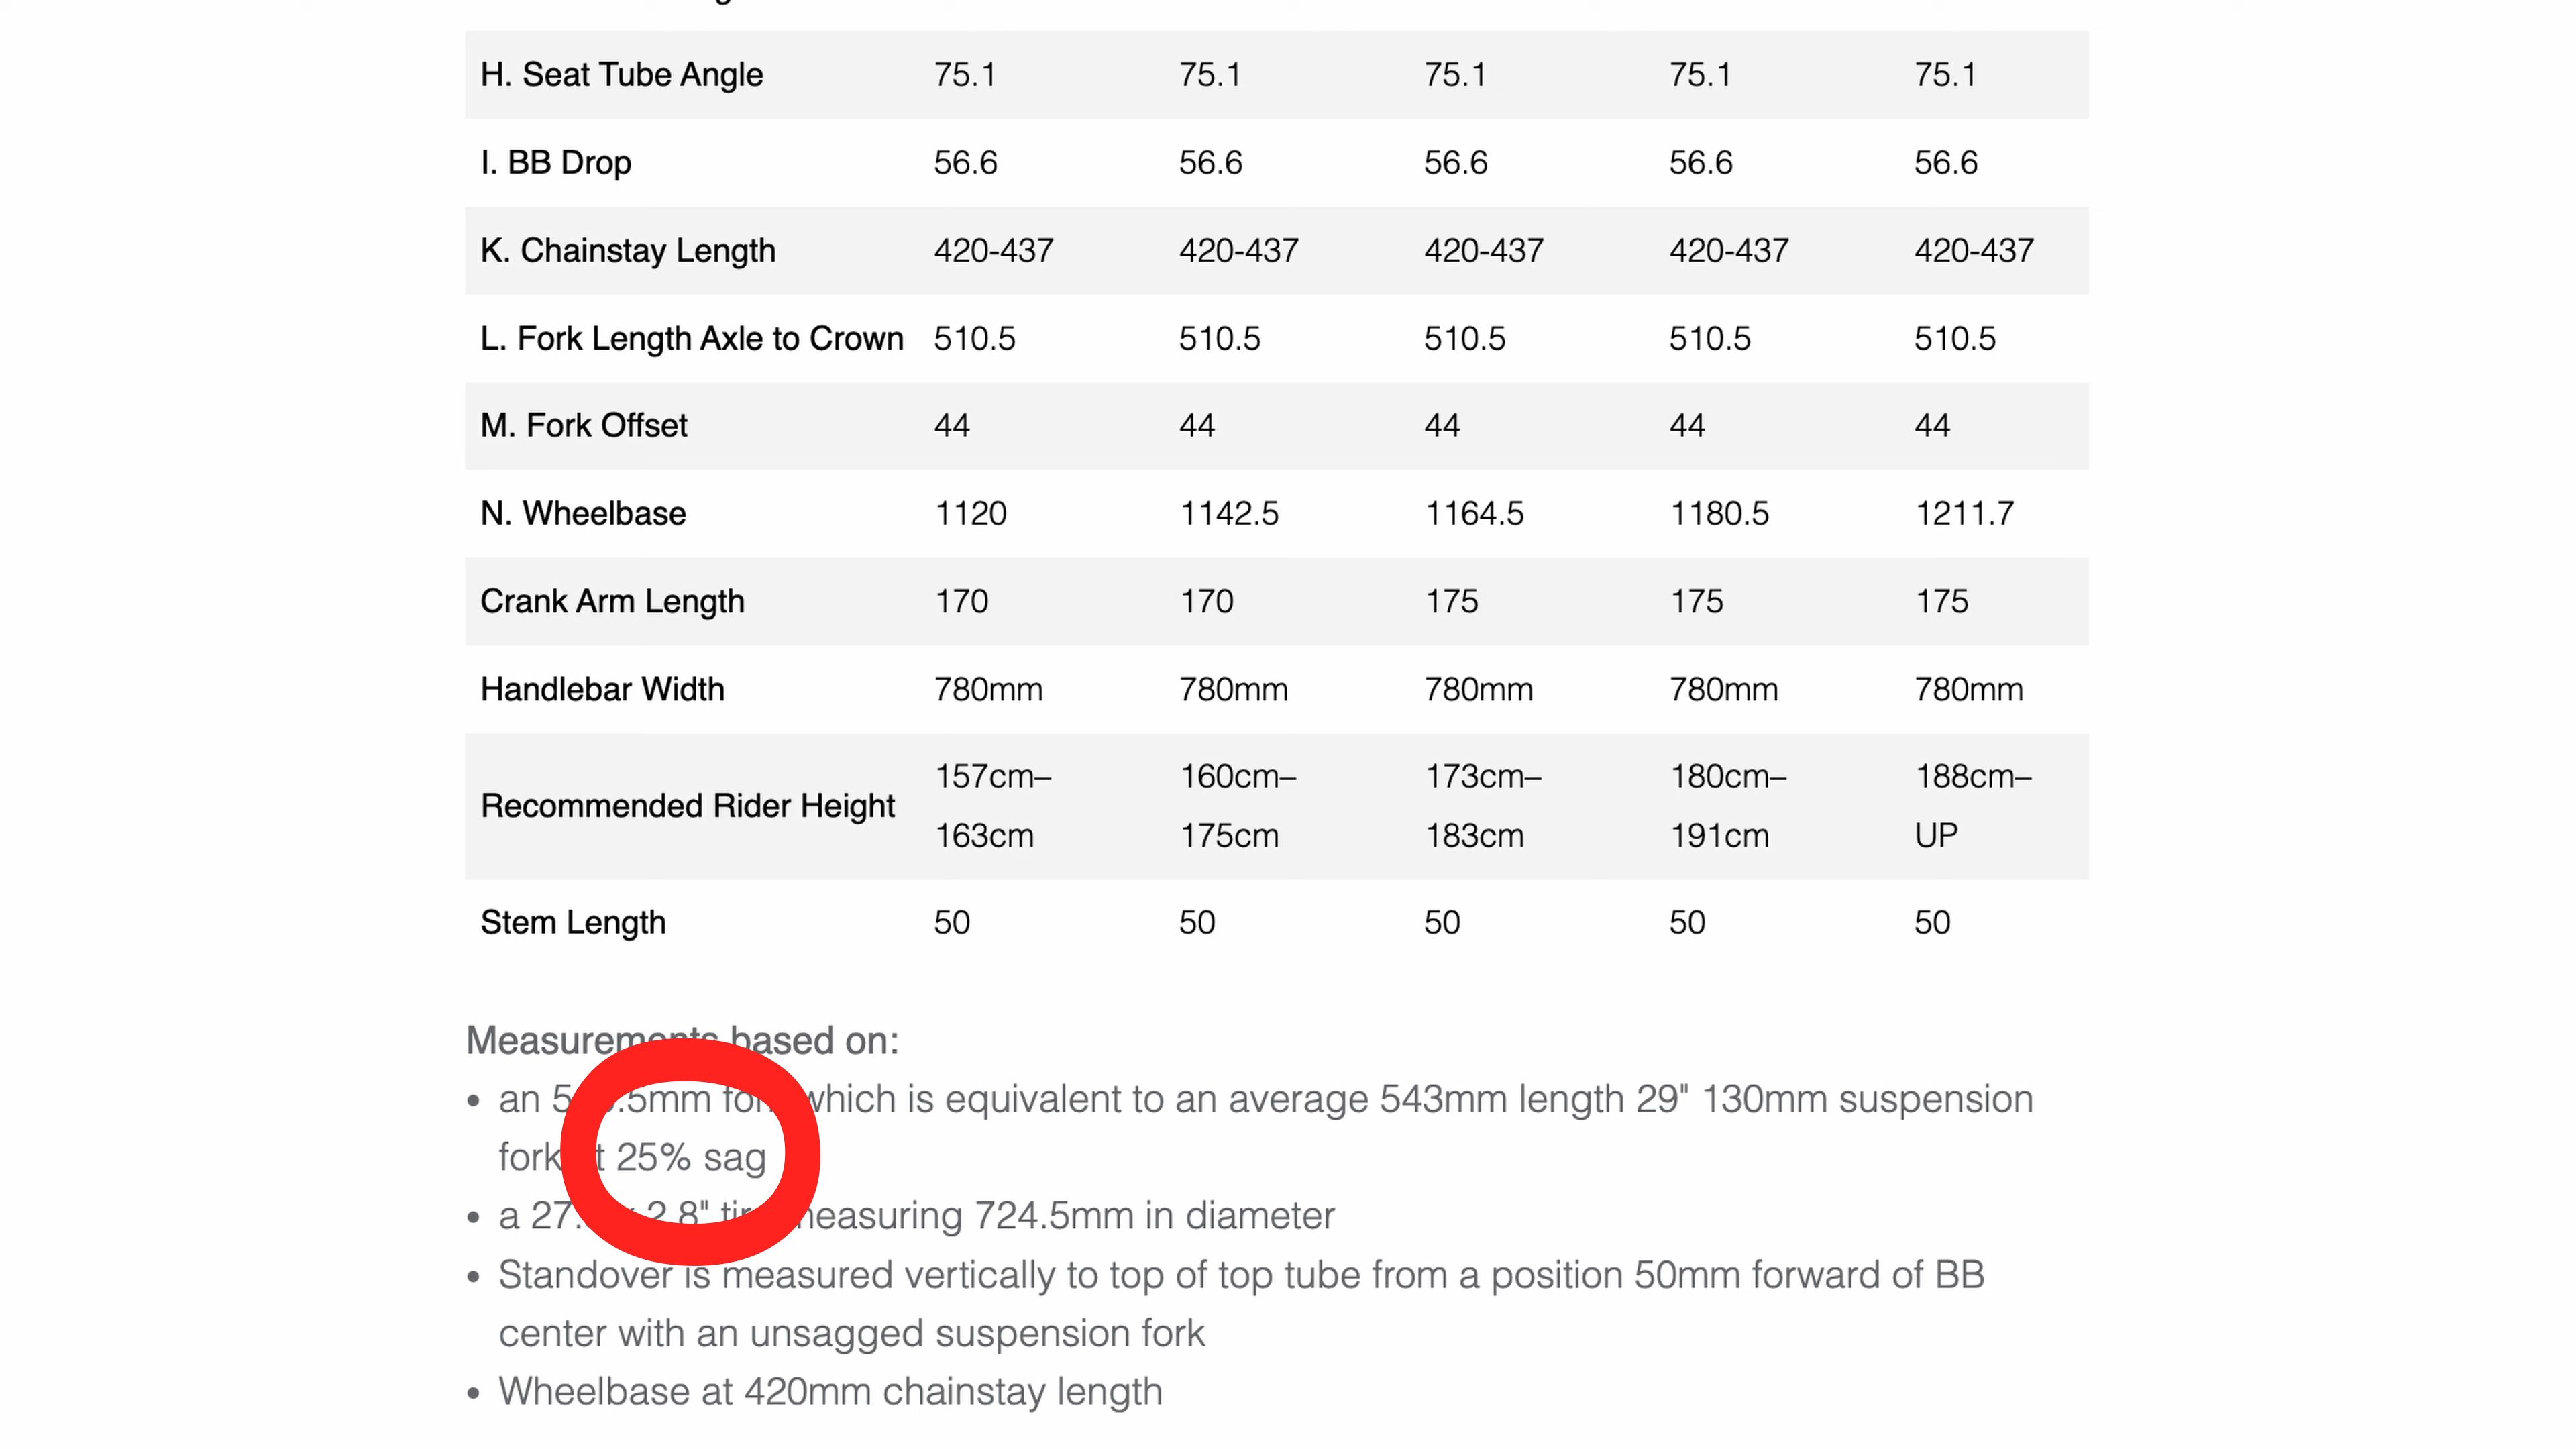 H. Seat Tube Angle 75.1 75.1 75.1 75.1 75.1
I. BB Drop 56.6 56.6 56.6 56.6 56.6
K. Chainstay Length 420-437 420-437 420-437 420-437 420-437
L. Fork Length Axle to Crown 510.5 510.5 510.5 510.5 510.5
M. Fork Offset 44 44 44 44 44
N. Wheelbase 1120 1142.5 1164.5 1180.5 1211.7
Crank Arm Length 170 170 175 175 175
Handlebar Width 780mm 780mm 780mm 780mm 780mm
Recommended Rider Height 157cm–163cm 160cm–175cm 173cm–183cm 180cm–191cm 188cm–UP
Stem Length 50 50 50 50 50
Measurements based on:
• an which is equivalent to an average 543mm length 29" 130mm suspension
fork 25% sag
• a 2.8" measuring 724.5mm in diameter
• Standover is measured vertically to top of top tube from a position 50mm forward of BB
center with an unsagged suspension fork
• Wheelbase at 420mm chainstay length